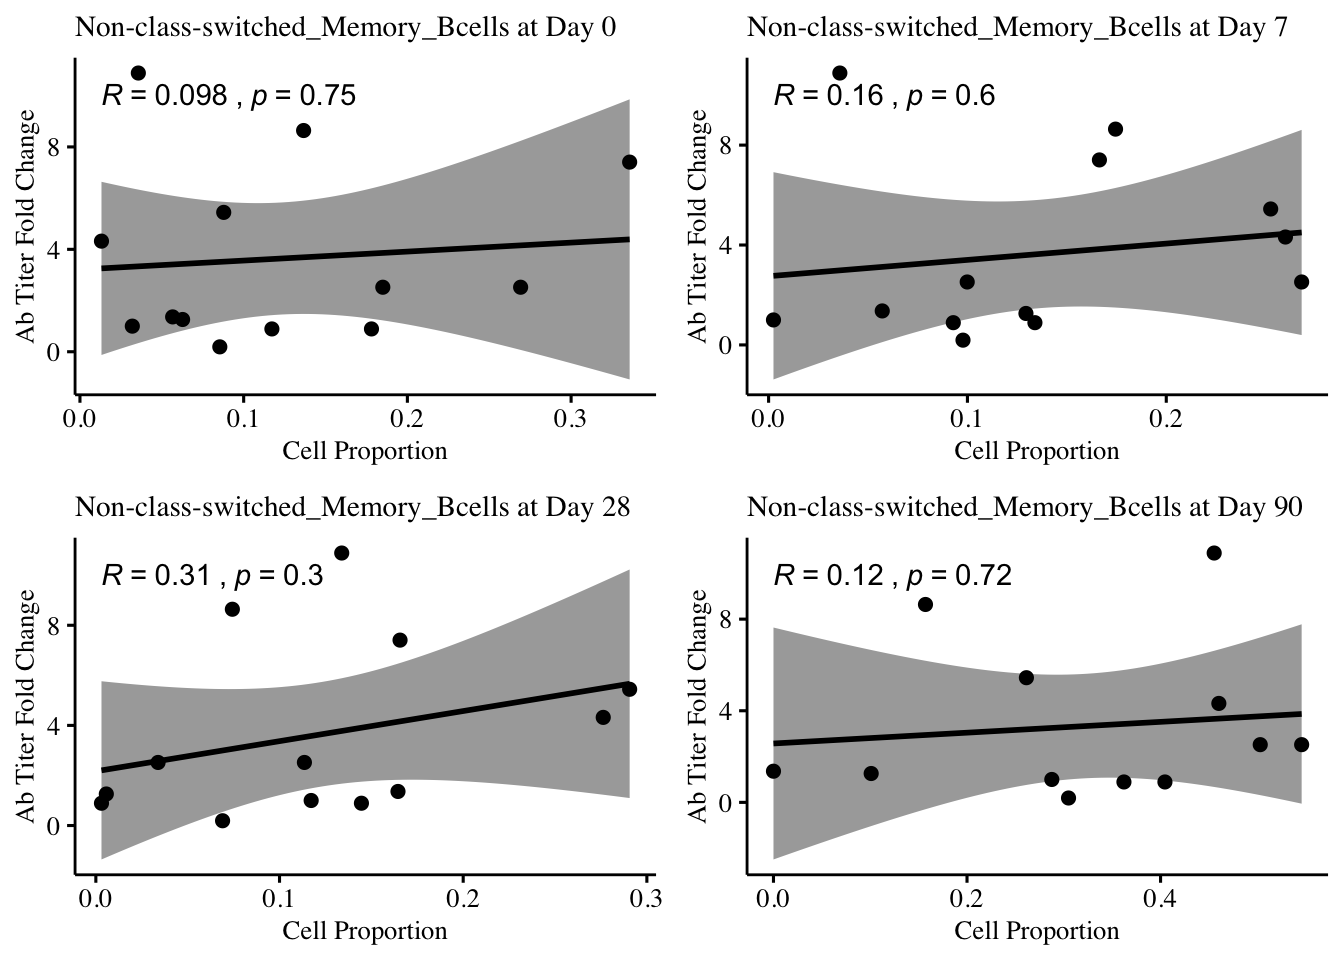 Non-class-switched_Memory_Bcells at Day 0
R = 0.098 , p = 0.75
Ab Titer Fold Change
8
4
0
0.0 0.1 0.2 0.3
Cell Proportion
Non-class-switched_Memory_Bcells at Day 7
R = 0.16 , p = 0.6
Ab Titer Fold Change
8
4
0
0.0 0.1 0.2
Cell Proportion
Non-class-switched_Memory_Bcells at Day 28
R = 0.31 , p = 0.3
Ab Titer Fold Change
8
4
0
0.0 0.1 0.2 0.3
Cell Proportion
Non-class-switched_Memory_Bcells at Day 90
R = 0.12 , p = 0.72
Ab Titer Fold Change
8
4
0
0.0 0.2 0.4
Cell Proportion